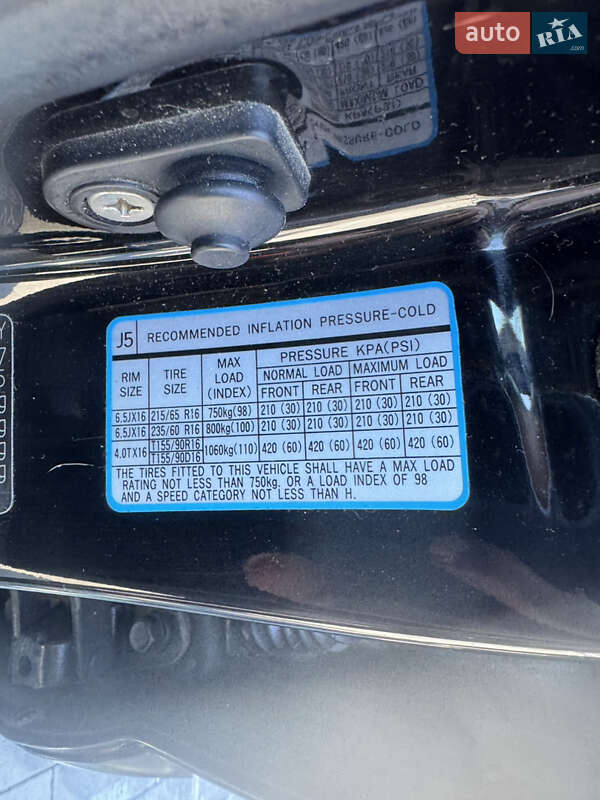 auto RIA .com
RE-COLD
J5 RECOMMENDED INFLATION PRESSURE-COLD
RIM SIZE TIRE SIZE MAX LOAD (INDEX) PRESSURE KPA(PSI)
NORMAL LOAD MAXIMUM LOAD
FRONT REAR FRONT REAR
6.5JX16 215/65 R16 750kg(98) 210 (30) 210 (30) 210 (30) 210 (30)
6.5JX16 235/60 R16 800kg(100) 210 (30) 210 (30) 210 (30) 210 (30)
4.0TX16 T155/90R16 T155/90D16 1060kg(110) 420 (60) 420 (60) 420 (60) 420 (60)
THE TIRES FITTED TO THIS VEHICLE SHALL HAVE A MAX LOAD
RATING NOT LESS THAN 750kg, OR A LOAD INDEX OF 98
AND A SPEED CATEGORY NOT LESS THAN H.